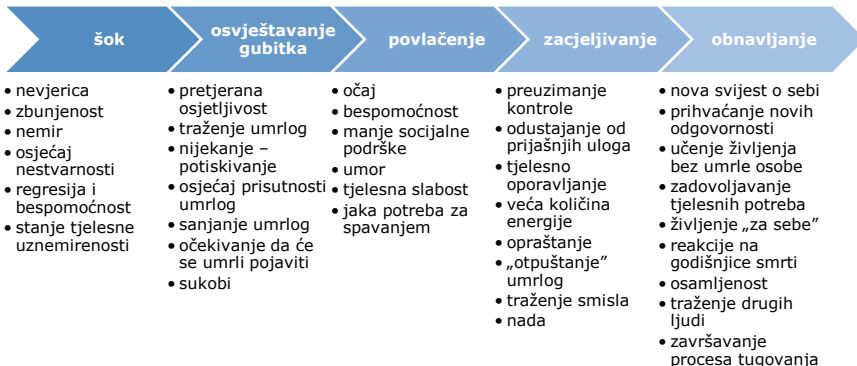 šok
• nevjerica
• zbunjenost
• nemir
• osjećaj
nestvarnosti
• regresija i
bespomoćnost
• stanje tjelesne
uznemirenosti
osvještavanje
gubitka
• pretjerana
osjetljivost
• traženje umrlog
• nijekanje –
potiskivanje
• osjećaj prisutnosti
umrlog
• sanjanje umrlog
• očekivanje da će
se umrli pojaviti
• sukobi
povlačenje
• očaj
• bespomoćnost
• manje socijalne
podrške
• umor
• tjelesna slabost
• jaka potreba za
spavanjem
zacjeljivanje
• preuzimanje
kontrole
• odustajanje od
prijašnjih uloga
• tjelesno
oporavljanje
• veća količina
energije
• opraštanje
• „otpuštanje”
umrlog
• traženje smisla
• nada
obnavljanje
• nova svijest o sebi
• prihvaćanje novih
odgovornosti
• učenje življenja
bez umrle osobe
• zadovoljavanje
tjelesnih potreba
• življenje „za sebe”
• reakcije na
godišnjice smrti
• osamljenost
• traženje drugih
ljudi
• završavanje
procesa tugovanja